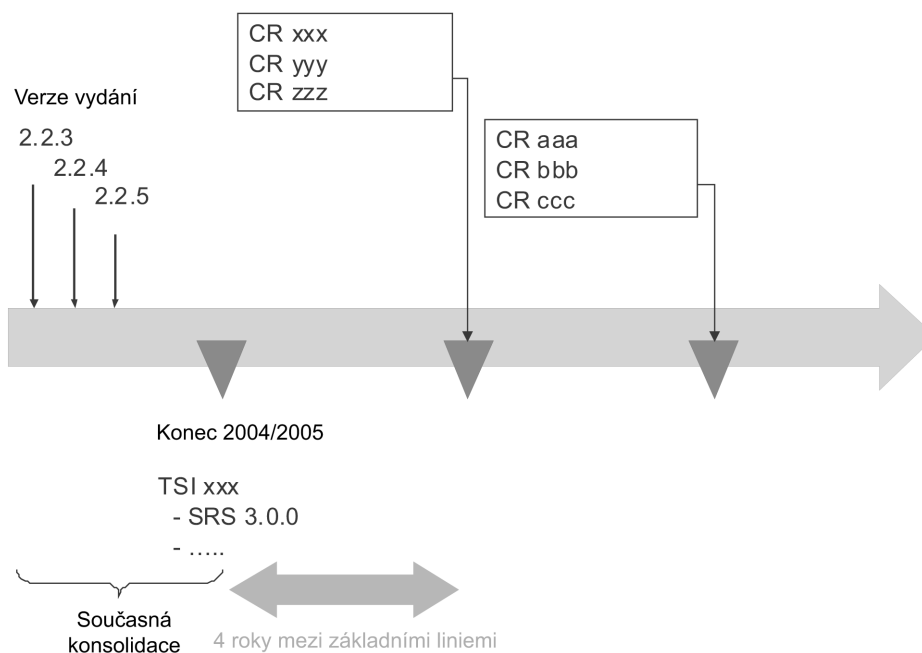 CR xxx
CR yyy
CR zzz
Verze vydání
2.2.3
2.2.4
2.2.5
CR aaa
CR bbb
CR ccc
Konec 2004/2005
TSI xxx
- SRS 3.0.0
- .....
Současná
konsolidace
4 roky mezi základními liniemi